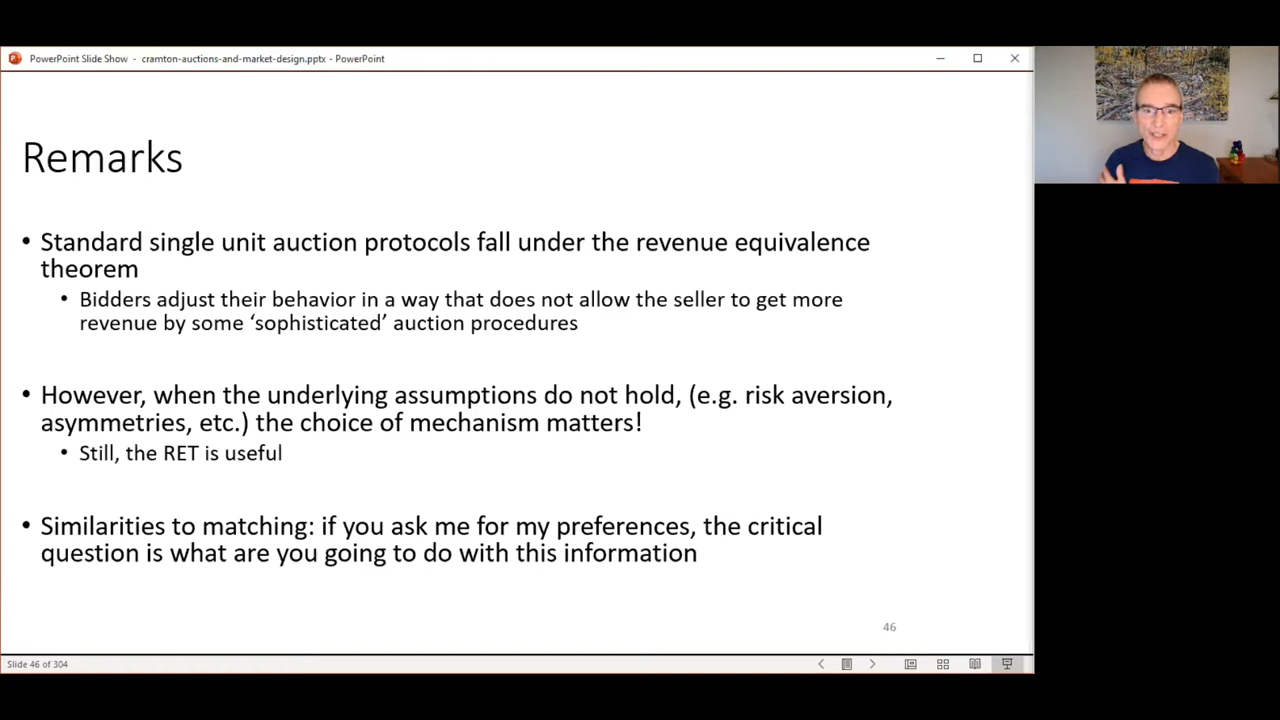 PowerPoint Slide Show - cramton-auctions-and-market-design.pptx - PowerPoint
Remarks
• Standard single unit auction protocols fall under the revenue equivalence
theorem
• Bidders adjust their behavior in a way that does not allow the seller to get more
revenue by some ‘sophisticated’ auction procedures
• However, when the underlying assumptions do not hold, (e.g. risk aversion,
asymmetries, etc.) the choice of mechanism matters!
• Still, the RET is useful
• Similarities to matching: if you ask me for my preferences, the critical
question is what are you going to do with this information
46
Slide 46 of 304